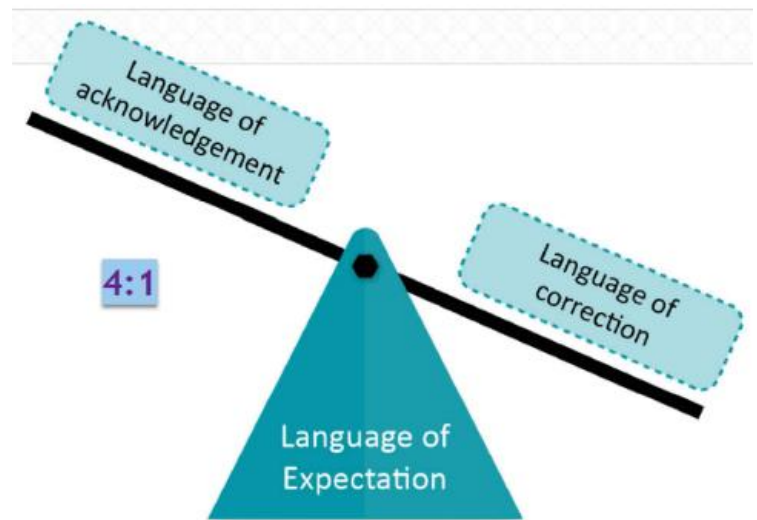 Language of
acknowledgement
Language of
correction
4:1
Language of
Expectation